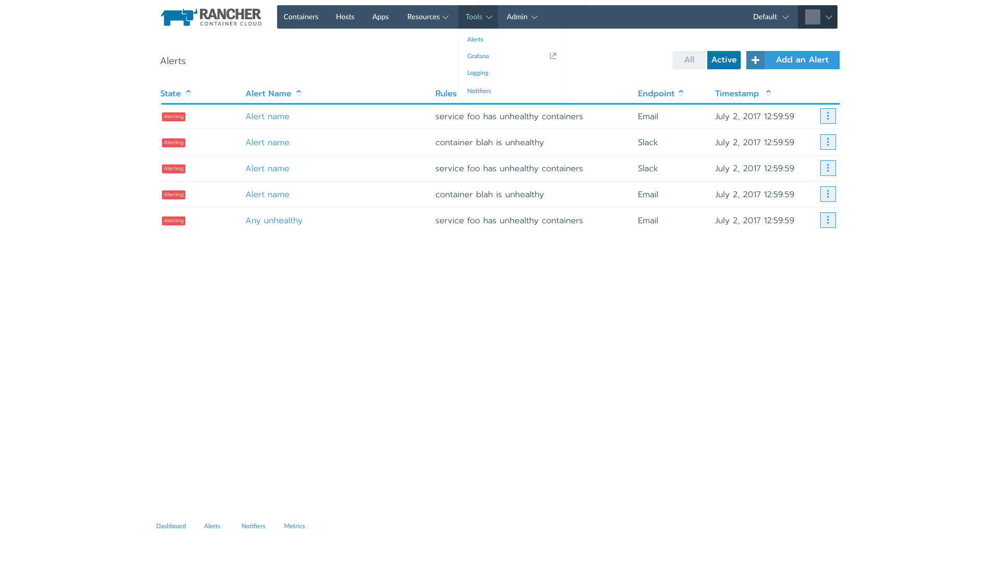 RANCHER
CONTAINER CLOUD
Containers Hosts Apps Resources Tools Admin Default
Alerts
Grafana
Logging
Notifiers
Alerts
All Active Add an Alert
State Alert Name Rules Endpoint Timestamp
Alerting Alert name service foo has unhealthy containers Email July 2, 2017 12:59:59
Alerting Alert name container blah is unhealthy Slack July 2, 2017 12:59:59
Alerting Alert name service foo has unhealthy containers Slack July 2, 2017 12:59:59
Alerting Alert name container blah is unhealthy Email July 2, 2017 12:59:59
Alerting Any unhealthy service foo has unhealthy containers Email July 2, 2017 12:59:59
Dashboard Alerts Notifiers Metrics